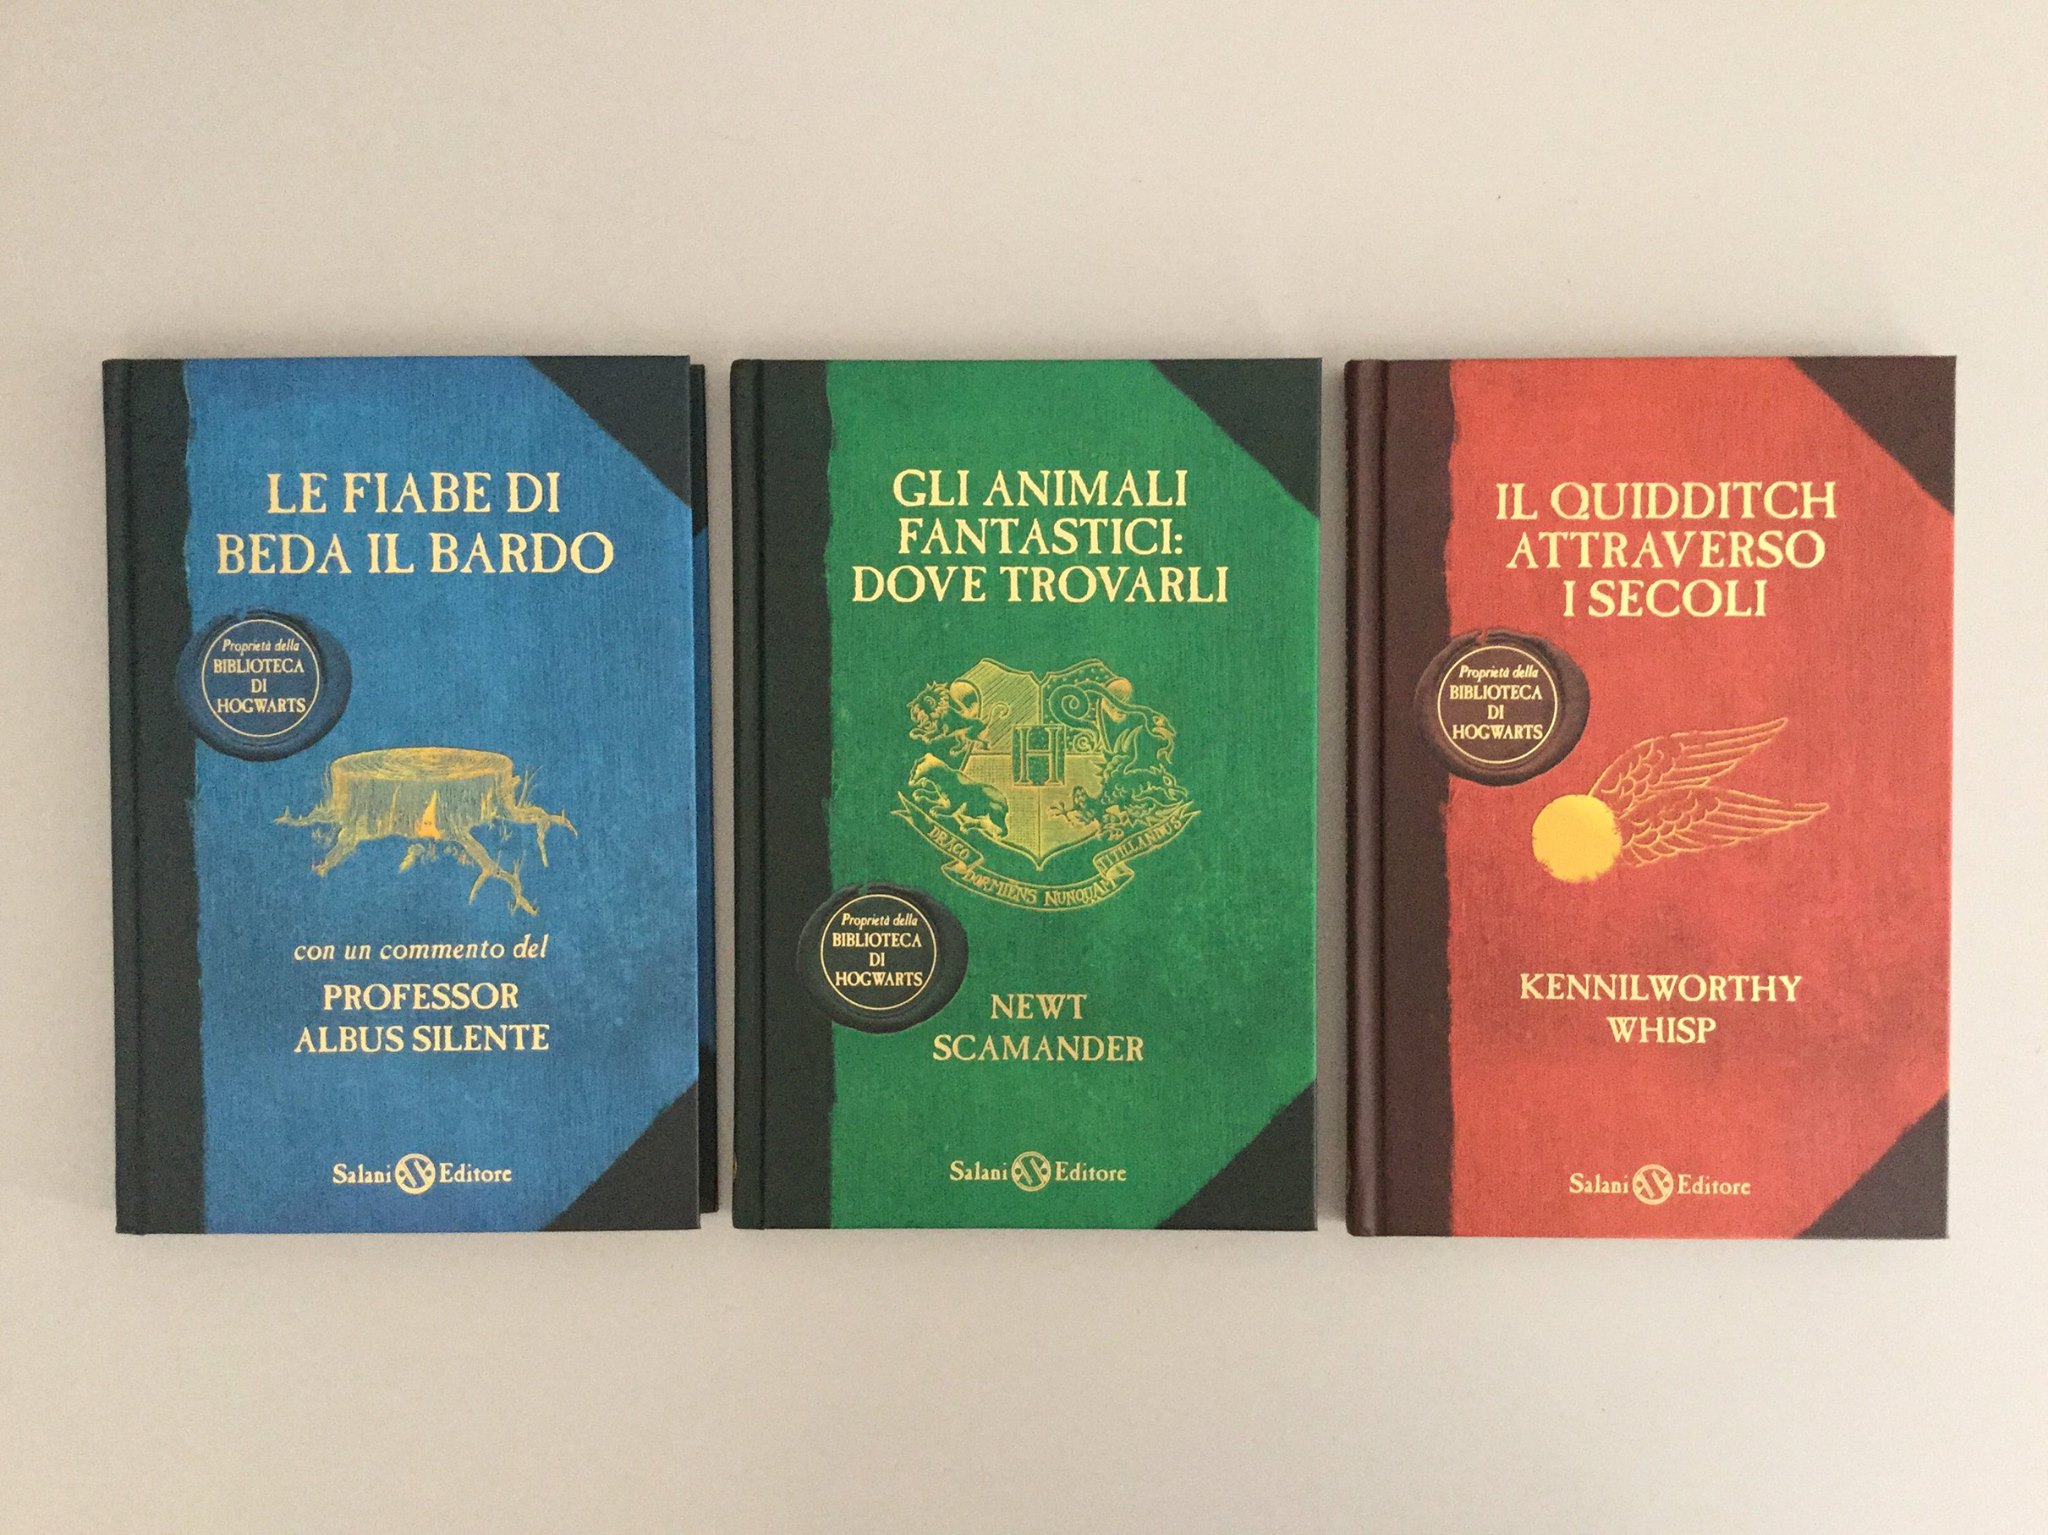 LE FIABE DI
BEDA IL BARDO
Proprietà della
BIBLIOTECA
DI
HOGWARTS
con un commento del
PROFESSOR
ALBUS SILENTE
Salani Editore
GLI ANIMALI
FANTASTICI:
DOVE TROVARLI
H
DRACO
DORMIENS NUNQUAM
TITILLANDUS
Proprietà della
BIBLIOTECA
DI
HOGWARTS
NEWT
SCAMANDER
Salani Editore
IL QUIDDITCH
ATTRAVERSO
I SECOLI
Proprietà della
BIBLIOTECA
DI
HOGWARTS
KENNILWORTHY
WHISP
Salani Editore